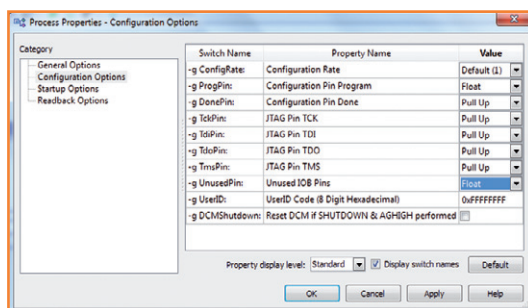 Process Properties - Configuration Options
Category
General Options
Configuration Options
Startup Options
Readback Options
Switch Name Property Name Value
-g ConfigRate: Configuration Rate Default (1)
-g ProgPin: Configuration Pin Program Float
-g DonePin: Configuration Pin Done Pull Up
-g TckPin: JTAG Pin TCK Pull Up
-g TdiPin: JTAG Pin TDI Pull Up
-g TdoPin: JTAG Pin TDO Pull Up
-g TmsPin: JTAG Pin TMS Pull Up
-g UnusedPin: Unused IOB Pins Float
-g UserID: UserID Code (8 Digit Hexadecimal) 0xFFFFFFFF
-g DCMShutdown: Reset DCM if SHUTDOWN & AGHIGH performed
Property display level: Standard Display switch names Default
OK Cancel Apply Help